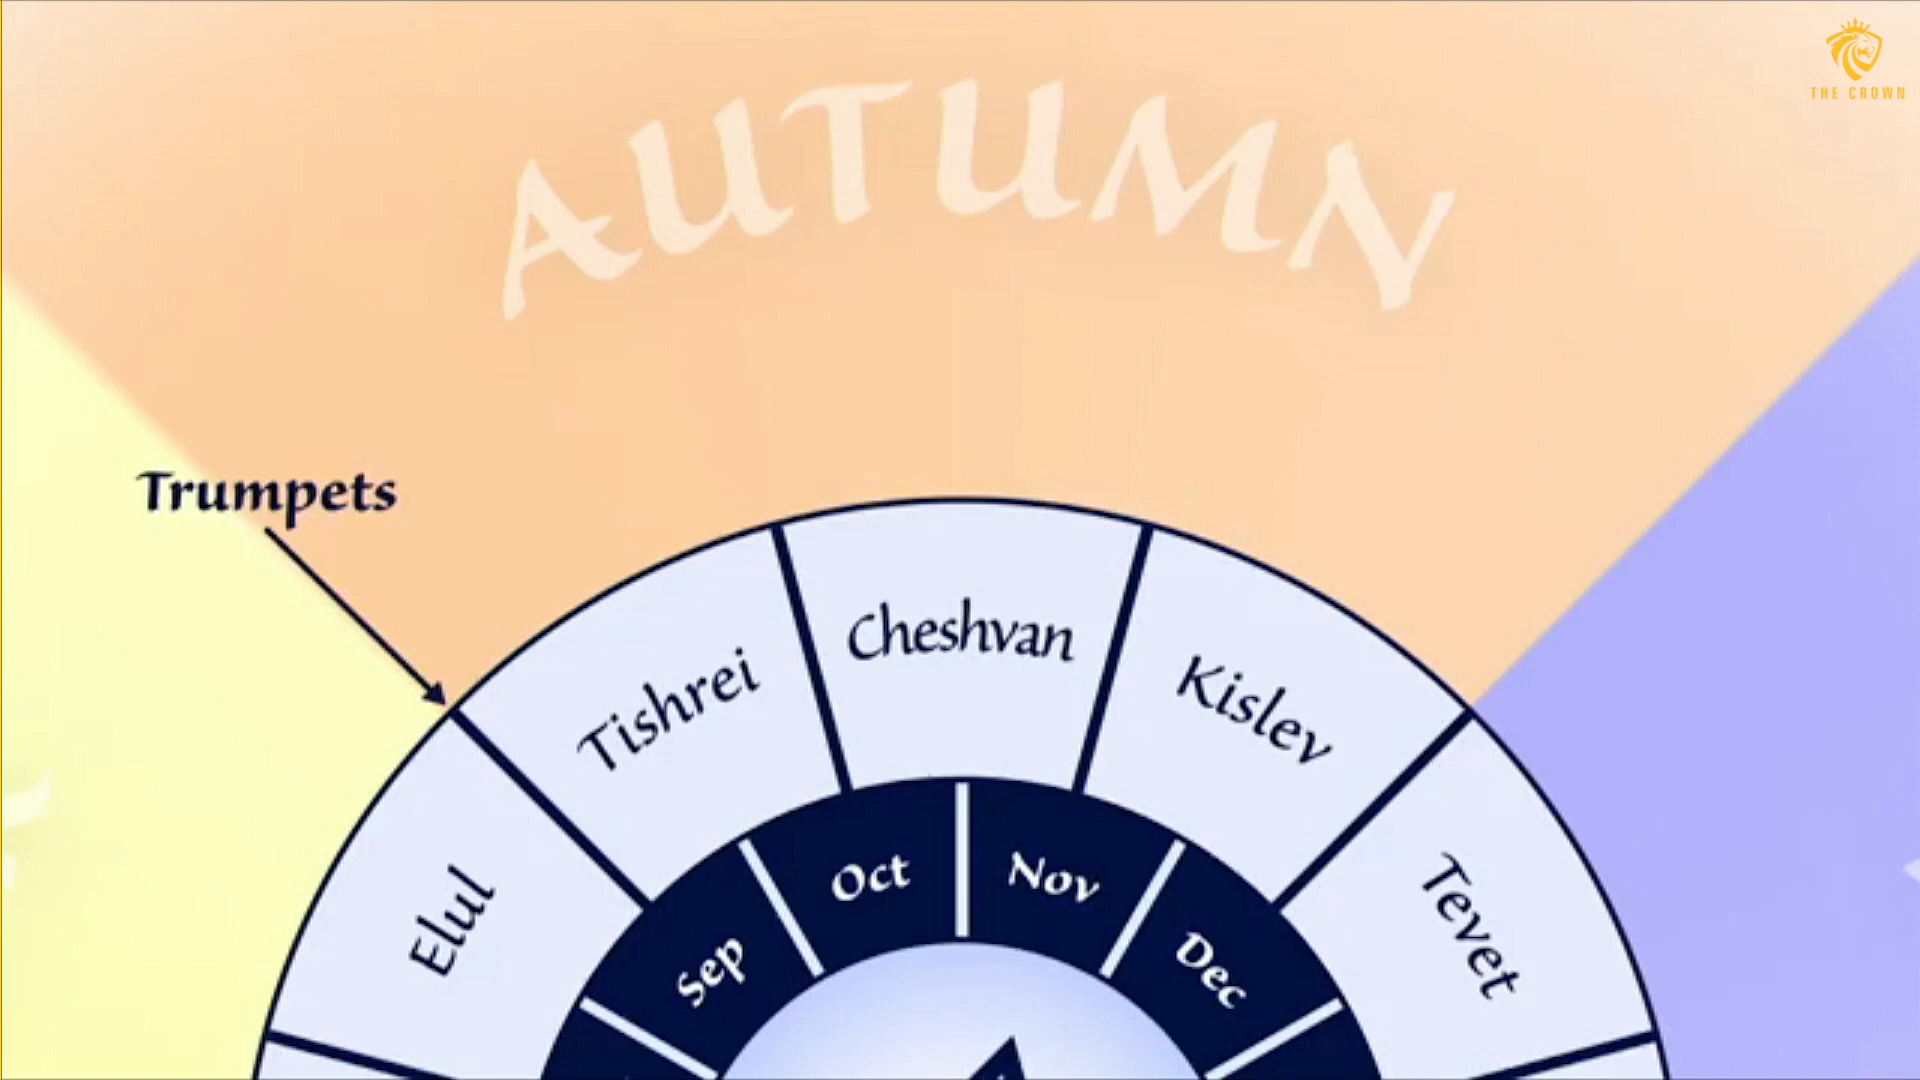 THE CROWN
AUTUMN
Trumpets
Elul
Tishrei
Cheshvan
Kislev
Tevet
Sep
Oct
Nov
Dec